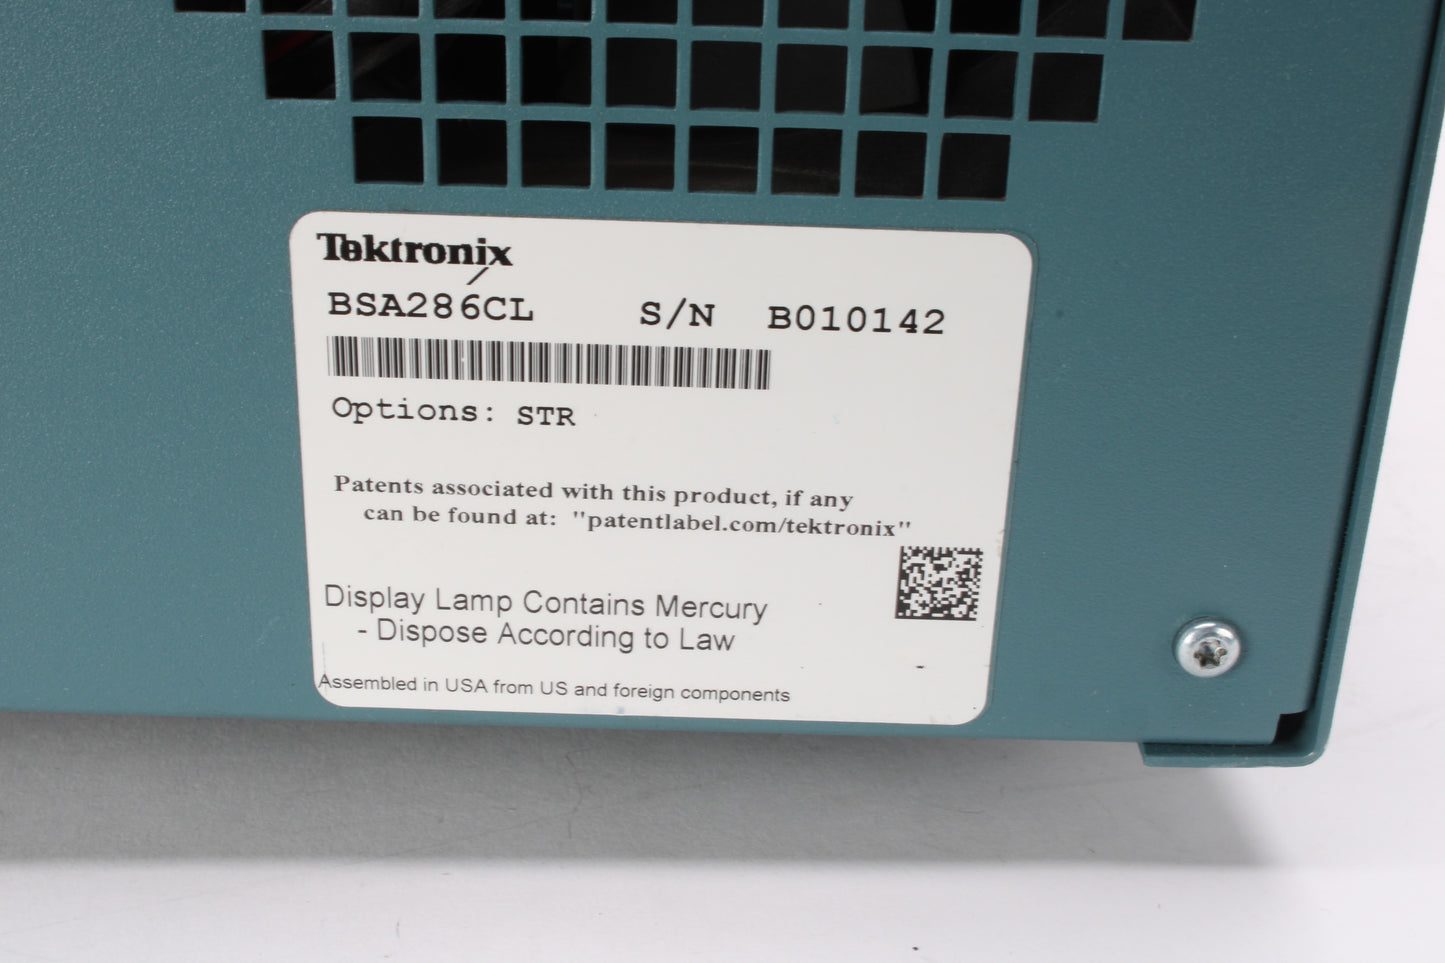 Tektronix
BSA286CL S/N B010142
Options: STR
Patents associated with this product, if any
can be found at: "patentlabel.com/tektronix"
Display Lamp Contains Mercury
- Dispose According to Law
Assembled in USA from US and foreign components